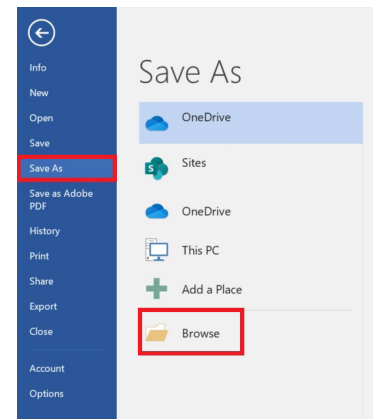 Info
New
Open
Save
Save As
Save as Adobe
PDF
History
Print
Share
Export
Close
Account
Options
Save As
OneDrive
Sites
OneDrive
This PC
Add a Place
Browse